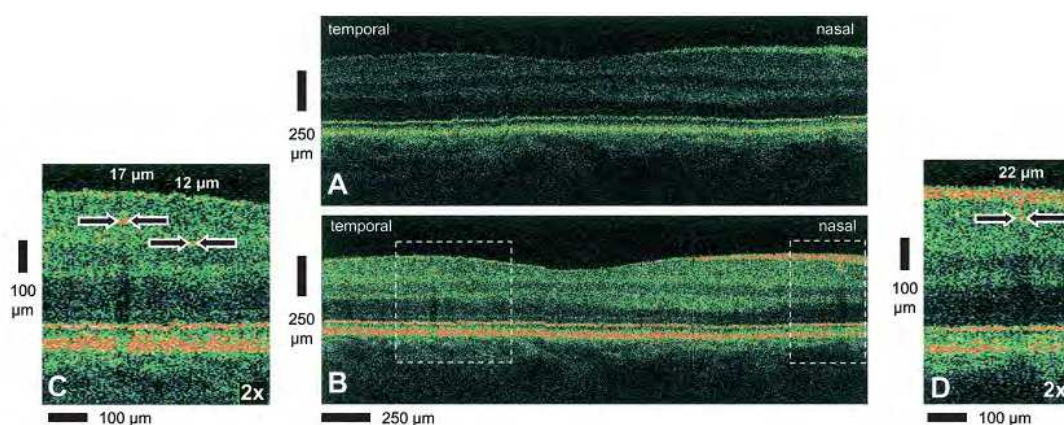 temporal nasal
250
µm
A
17 µm
12 µm
100
µm
C
2x
100 µm
temporal nasal
250
µm
B
250 µm
22 µm
100
µm
D
2x
100 µm